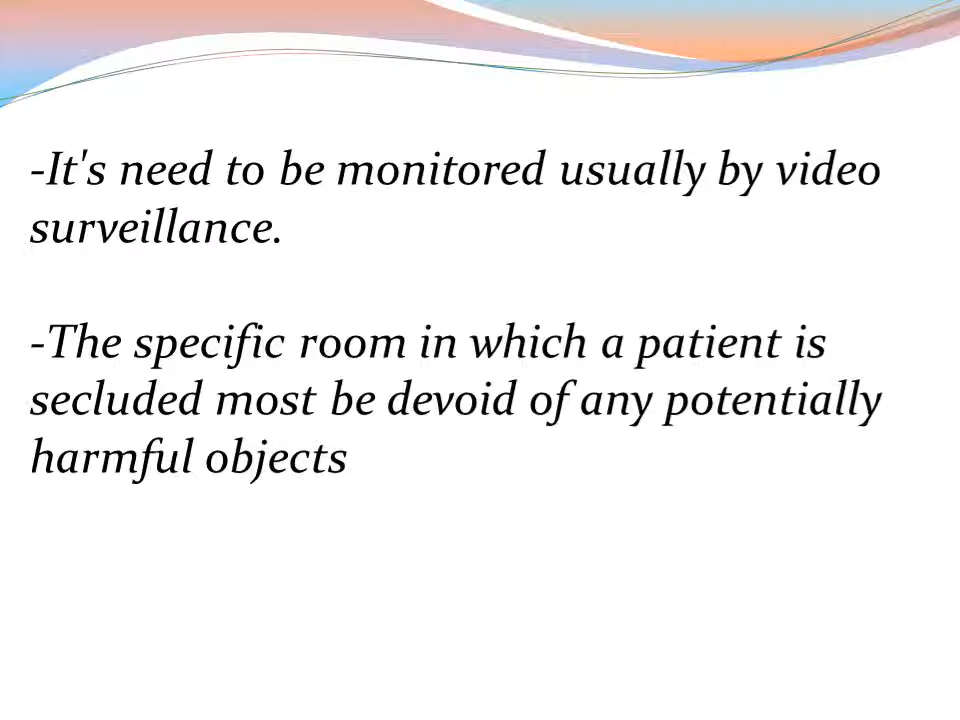 -It's need to be monitored usually by video
surveillance.
-The specific room in which a patient is
secluded most be devoid of any potentially
harmful objects